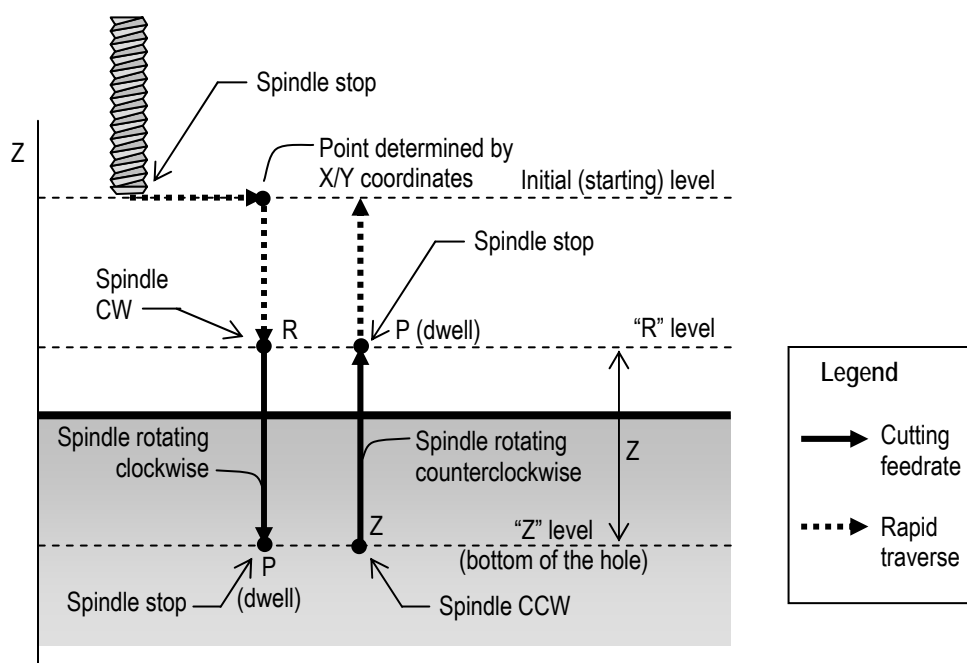 Spindle stop
Z
Point determined by
X/Y coordinates
Initial (starting) level
Spindle stop
Spindle
CW
R
P (dwell)
“R” level
Legend
Spindle rotating
clockwise
Spindle rotating
counterclockwise
Z
Cutting
feedrate
Z
“Z” level
(bottom of the hole)
Rapid
traverse
P
(dwell)
Spindle stop
Spindle CCW